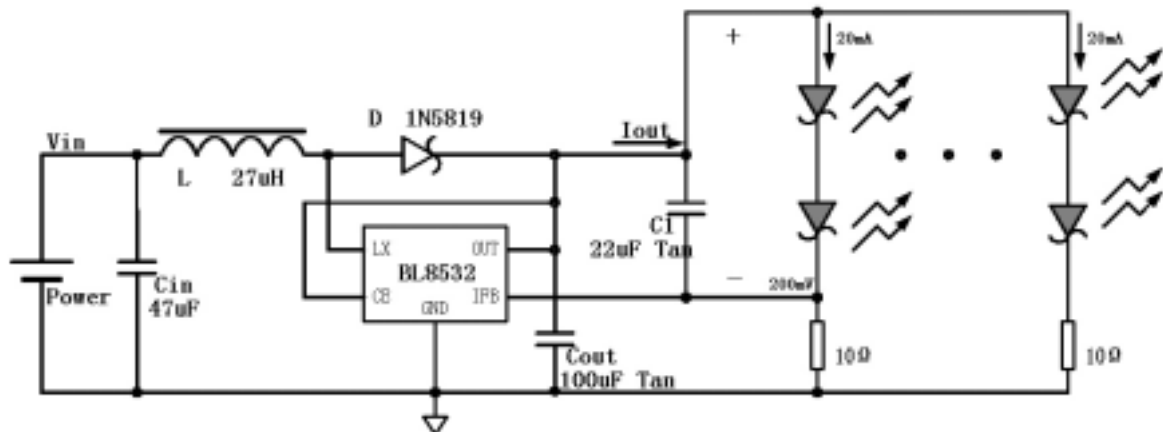 20mA
20mA
+
D 1N5819
Vin
Iout
L 27uH
C1
22uF Tan
LX
OUT
BL8532
CE
IFB
GND
−
200mV
Power
Cin
47uF
Cout
100uF Tan
10Ω
10Ω